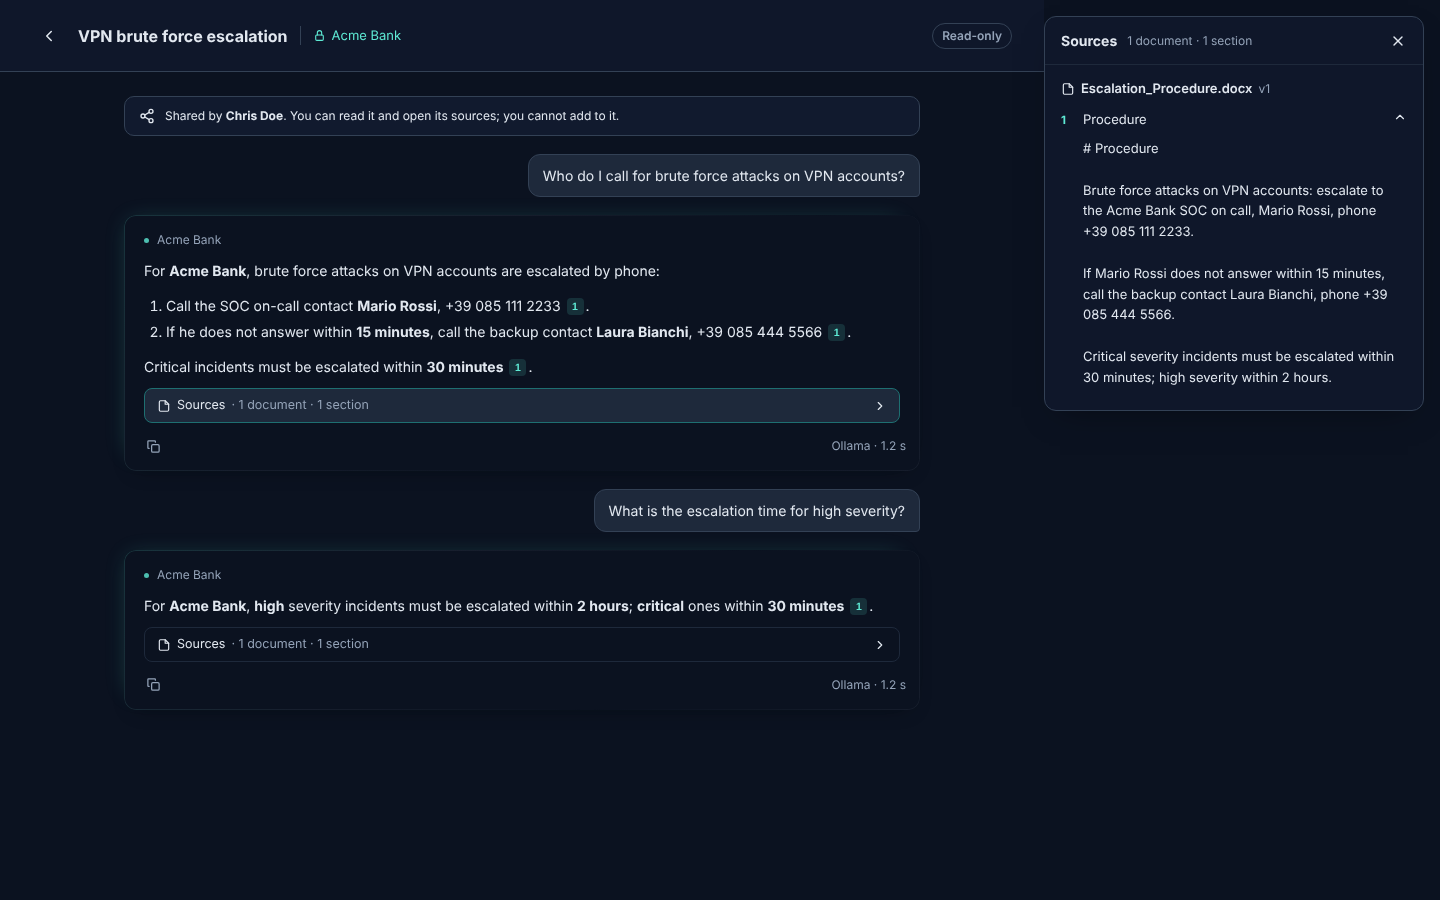 VPN brute force escalation
Acme Bank
Read-only
Shared by Chris Doe. You can read it and open its sources; you cannot add to it.
Who do I call for brute force attacks on VPN accounts?
Acme Bank
For Acme Bank, brute force attacks on VPN accounts are escalated by phone:
1. Call the SOC on-call contact Mario Rossi, +39 085 111 2233 1.
2. If he does not answer within 15 minutes, call the backup contact Laura Bianchi, +39 085 444 5566 1.
Critical incidents must be escalated within 30 minutes 1.
Sources · 1 document · 1 section
Ollama · 1.2 s
What is the escalation time for high severity?
Acme Bank
For Acme Bank, high severity incidents must be escalated within 2 hours; critical ones within 30 minutes 1.
Sources · 1 document · 1 section
Ollama · 1.2 s
Sources 1 document · 1 section
Escalation_Procedure.docx v1
1 Procedure
# Procedure
Brute force attacks on VPN accounts: escalate to
the Acme Bank SOC on call, Mario Rossi, phone
+39 085 111 2233.
If Mario Rossi does not answer within 15 minutes,
call the backup contact Laura Bianchi, phone +39
085 444 5566.
Critical severity incidents must be escalated within
30 minutes; high severity within 2 hours.